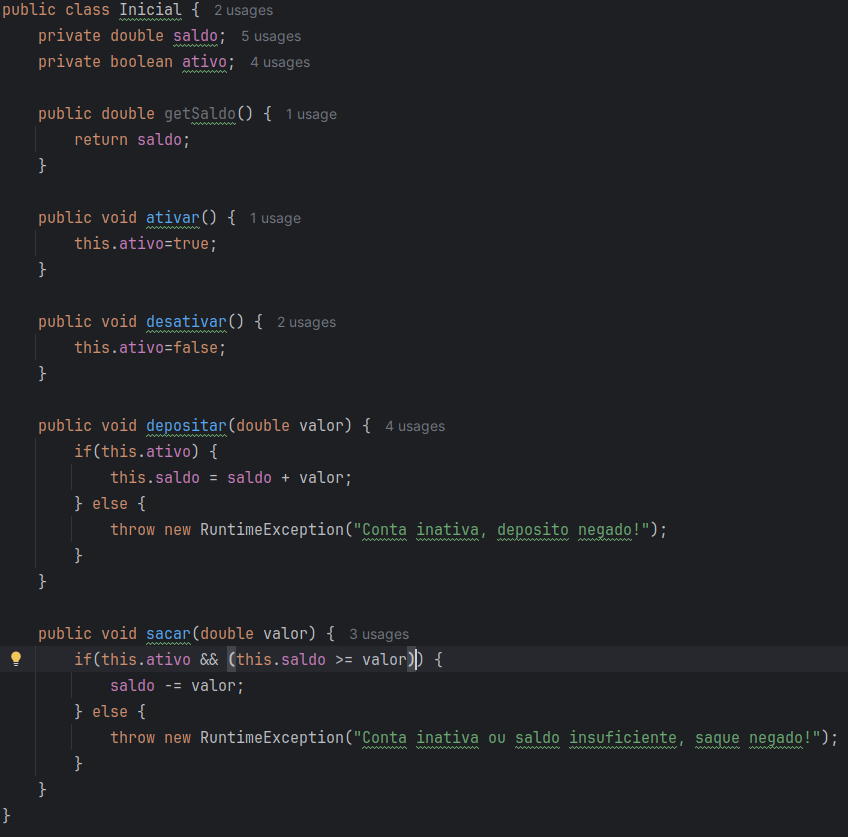 public class Inicial {  2 usages
    private double saldo;  5 usages
    private boolean ativo;  4 usages

    public double getSaldo() {  1 usage
        return saldo;
    }

    public void ativar() {  1 usage
        this.ativo=true;
    }

    public void desativar() {  2 usages
        this.ativo=false;
    }

    public void depositar(double valor) {  4 usages
        if(this.ativo) {
            this.saldo = saldo + valor;
        } else {
            throw new RuntimeException("Conta inativa, deposito negado!");
        }
    }

    public void sacar(double valor) {  3 usages
        if(this.ativo && (this.saldo >= valor)) {
            saldo -= valor;
        } else {
            throw new RuntimeException("Conta inativa ou saldo insuficiente, saque negado!");
        }
    }
}